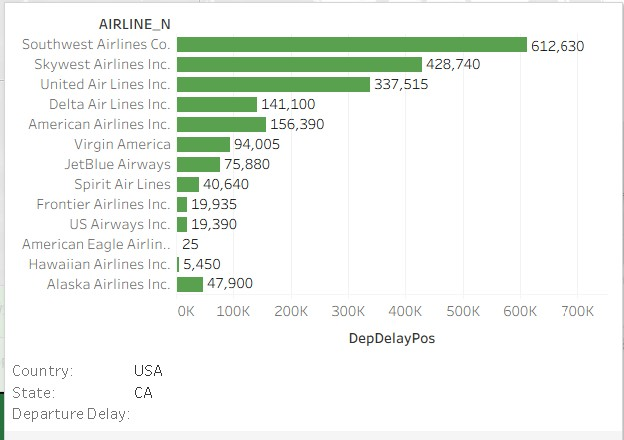 AIRLINE_N
Southwest Airlines Co. 612,630
Skywest Airlines Inc. 428,740
United Air Lines Inc. 337,515
Delta Air Lines Inc. 141,100
American Airlines Inc. 156,390
Virgin America 94,005
JetBlue Airways 75,880
Spirit Air Lines 40,640
Frontier Airlines Inc. 19,935
US Airways Inc. 19,390
American Eagle Airlin.. 25
Hawaiian Airlines Inc. 5,450
Alaska Airlines Inc. 47,900
0K 100K 200K 300K 400K 500K 600K 700K
DepDelayPos
Country: USA
State: CA
Departure Delay: